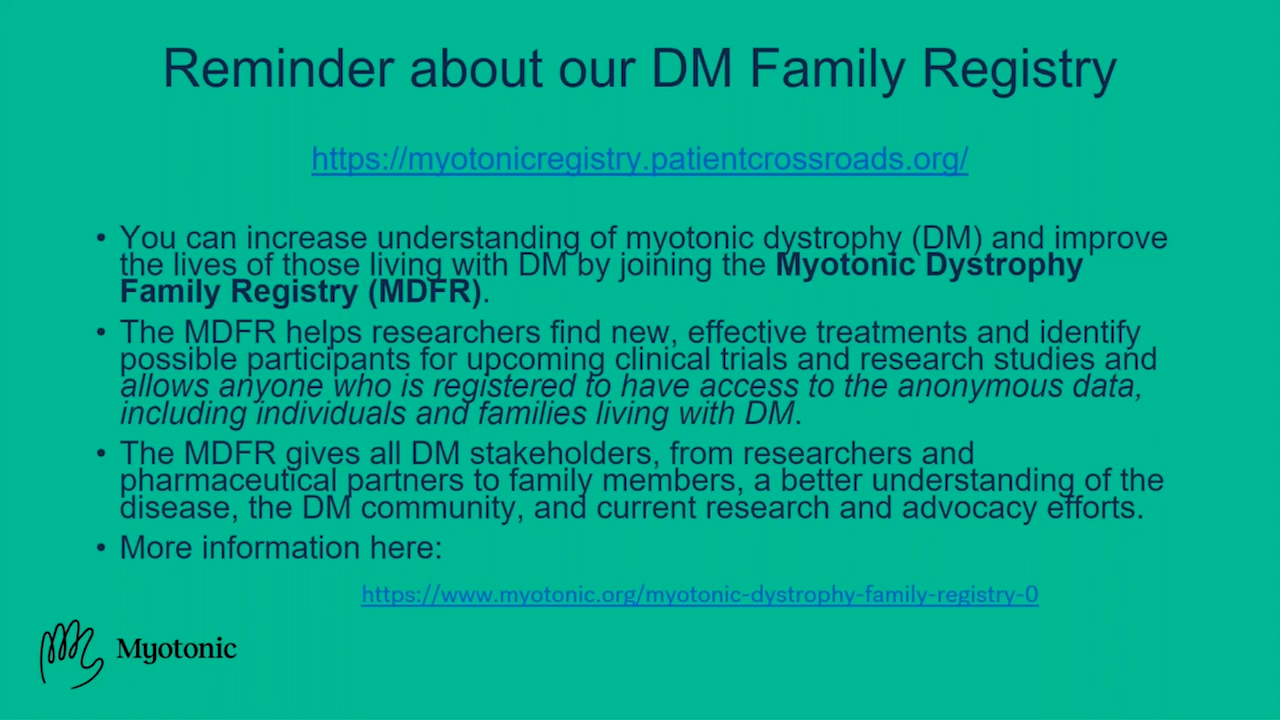 Reminder about our DM Family Registry
https://myotonicregistry.patientcrossroads.org/
• You can increase understanding of myotonic dystrophy (DM) and improve
the lives of those living with DM by joining the Myotonic Dystrophy
Family Registry (MDFR).
• The MDFR helps researchers find new, effective treatments and identify
possible participants for upcoming clinical trials and research studies and
allows anyone who is registered to have access to the anonymous data,
including individuals and families living with DM.
• The MDFR gives all DM stakeholders, from researchers and
pharmaceutical partners to family members, a better understanding of the
disease, the DM community, and current research and advocacy efforts.
• More information here:
https://www.myotonic.org/myotonic-dystrophy-family-registry-0
Myotonic